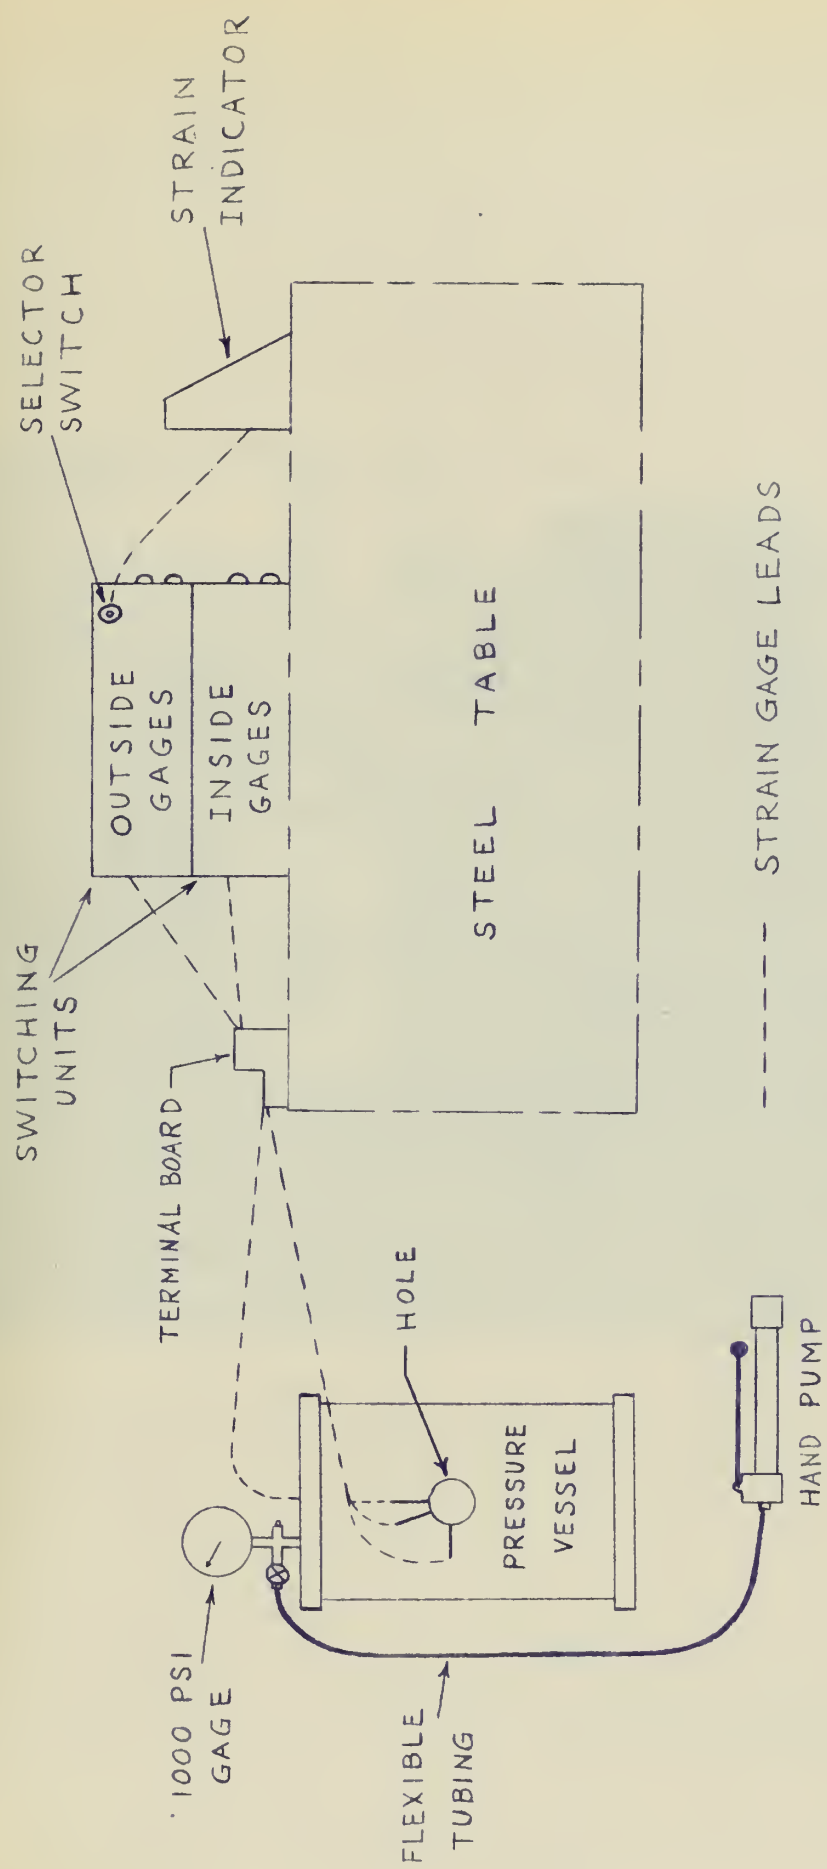 SELECTOR
SWITCH
STRAIN
INDICATOR
SWITCHING
UNITS
OUTSIDE
GAGES
INSIDE
GAGES
TERMINAL BOARD
1000 PSI
GAGE
HOLE
PRESSURE
VESSEL
STEEL TABLE
FLEXIBLE
TUBING
HAND PUMP
STRAIN GAGE LEADS